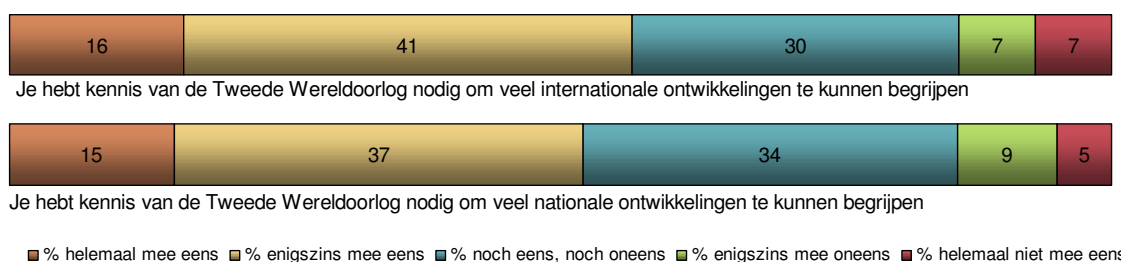 16 41 30 7 7
Je hebt kennis van de Tweede Wereldoorlog nodig om veel internationale ontwikkelingen te kunnen begrijpen
15 37 34 9 5
Je hebt kennis van de Tweede Wereldoorlog nodig om veel nationale ontwikkelingen te kunnen begrijpen
% helemaal mee eens % enigszins mee eens % noch eens, noch oneens % enigszins mee oneens % helemaal niet mee eens